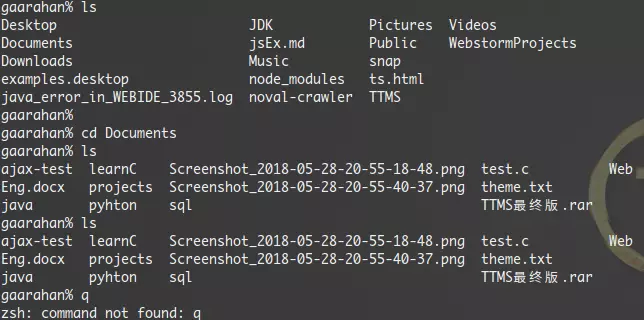 gaarahan% ls
Desktop JDK Pictures Videos
Documents jsEx.md Public WebstormProjects
Downloads Music snap
examples.desktop node_modules ts.html
java_error_in_WEBIDE_3855.log noval-crawler TTMS
gaarahan%
gaarahan% cd Documents
gaarahan% ls
ajax-test learnC Screenshot_2018-05-28-20-55-18-48.png test.c Web
Eng.docx projects Screenshot_2018-05-28-20-55-40-37.png theme.txt
java pyhton sql TTMS最终版.rar
gaarahan% ls
ajax-test learnC Screenshot_2018-05-28-20-55-18-48.png test.c Web
Eng.docx projects Screenshot_2018-05-28-20-55-40-37.png theme.txt
java pyhton sql TTMS最终版.rar
gaarahan% q
zsh: command not found: q